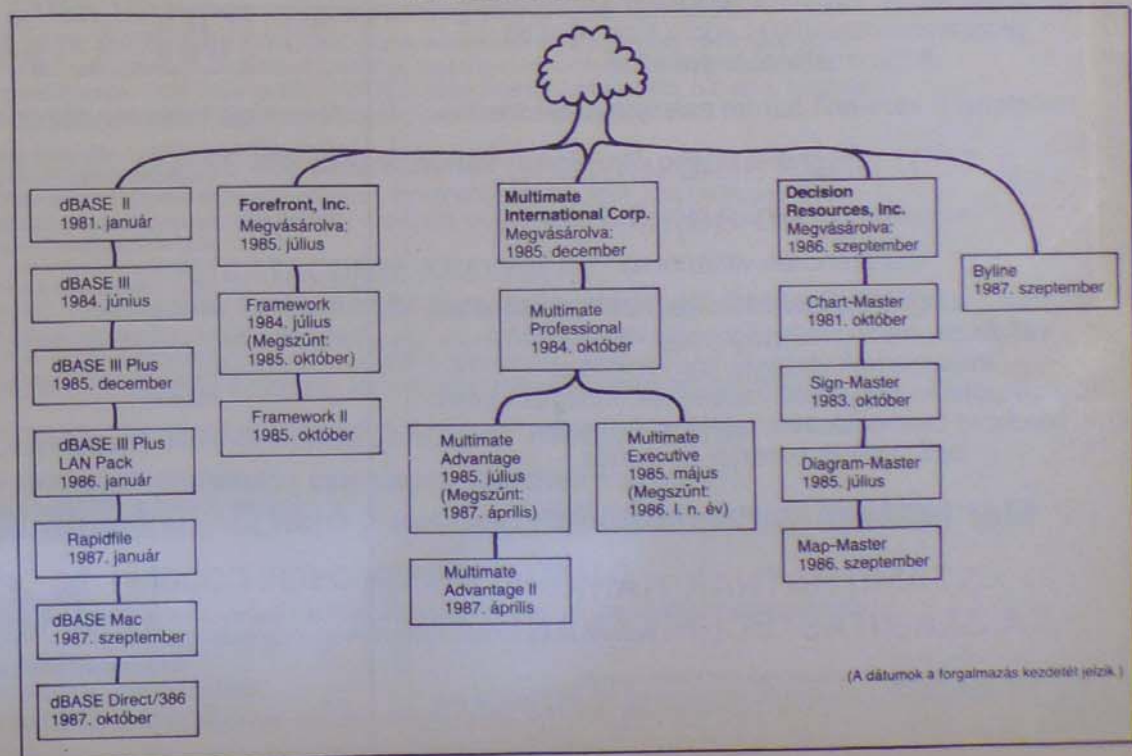 dBASE II
1981. január
dBASE III
1984. június
dBASE III Plus
1985. december
dBASE III Plus
LAN Pack
1986. január
Rapidfile
1987. január
dBASE Mac
1987. szeptember
dBASE Direct/386
1987. október
Forefront, Inc.
Megvásárolva:
1985. július
Framework
1984. július
(Megszűnt:
1985. október)
Framework II
1985. október
Multimate
International Corp.
Megvásárolva:
1985. december
Multimate
Professional
1984. október
Multimate
Advantage
1985. július
(Megszűnt:
1987. április)
Multimate
Advantage II
1987. április
Multimate
Executive
1985. május
(Megszűnt:
1986. I. n. év)
Decision
Resources, Inc.
Megvásárolva:
1986. szeptember
Chart-Master
1981. október
Sign-Master
1983. október
Diagram-Master
1985. július
Map-Master
1986. szeptember
Byline
1987. szeptember
(A dátumok a forgalmazás kezdetét jelzik.)